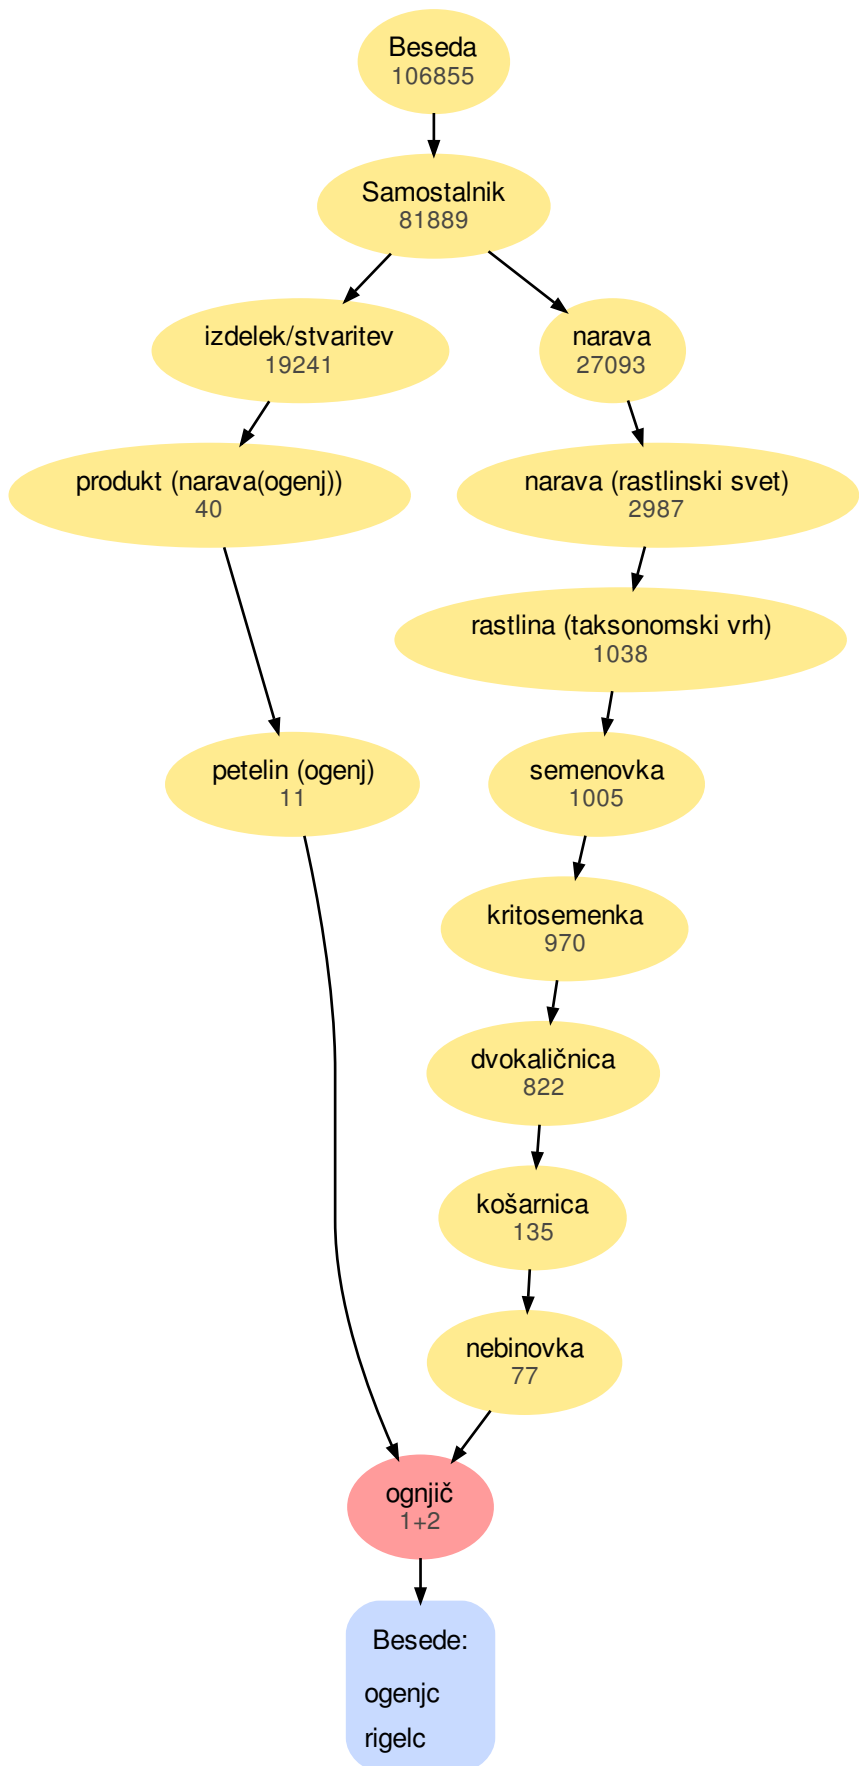 Beseda
106855
Samostalnik
81889
izdelek/stvaritev
19241
narava
27093
produkt (narava(ogenj))
40
narava (rastlinski svet)
2987
rastlina (taksonomski vrh)
1038
petelin (ogenj)
11
semenovka
1005
kritosemenka
970
dvokaličnica
822
košarnica
135
nebinovka
77
ognjič
1+2
Besede:
ogenjc
rigelc